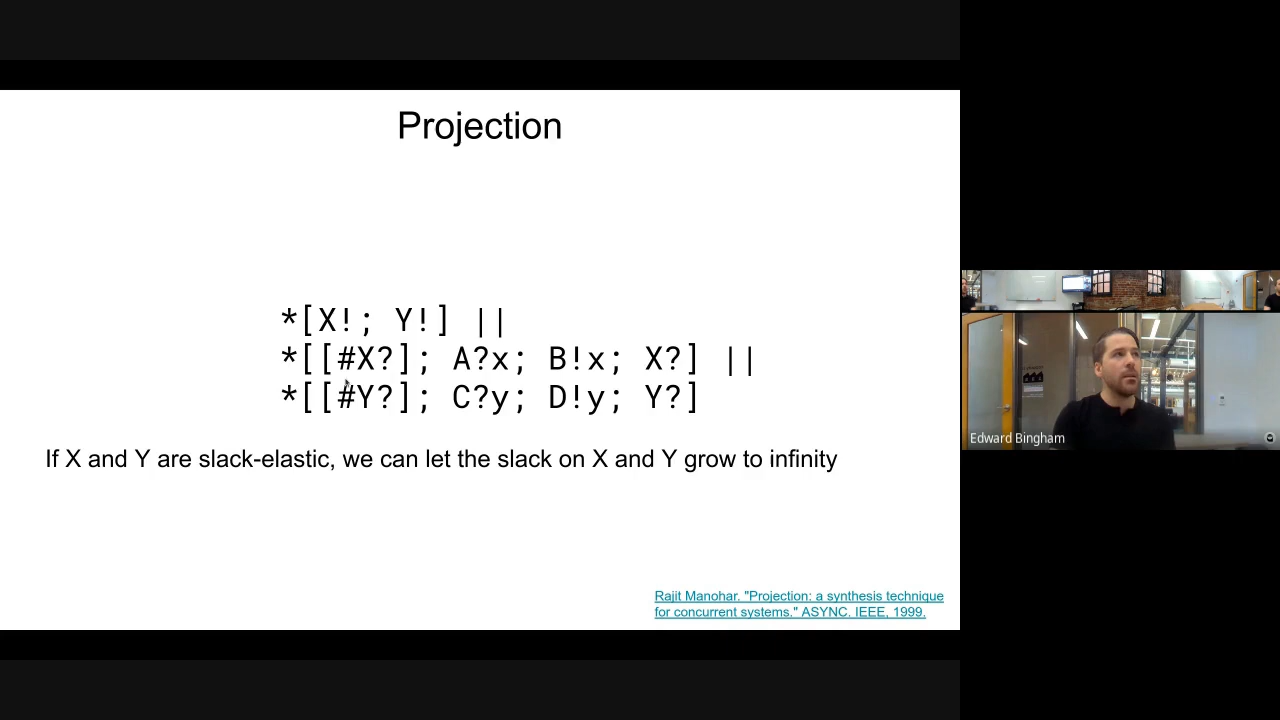 Projection
*[X!; Y!] ||
*[[#X?]; A?x; B!x; X?] ||
*[[#Y?]; C?y; D!y; Y?]
If X and Y are slack-elastic, we can let the slack on X and Y grow to infinity
Rajit Manohar. "Projection: a synthesis technique
for concurrent systems." ASYNC. IEEE, 1999.
Edward Bingham